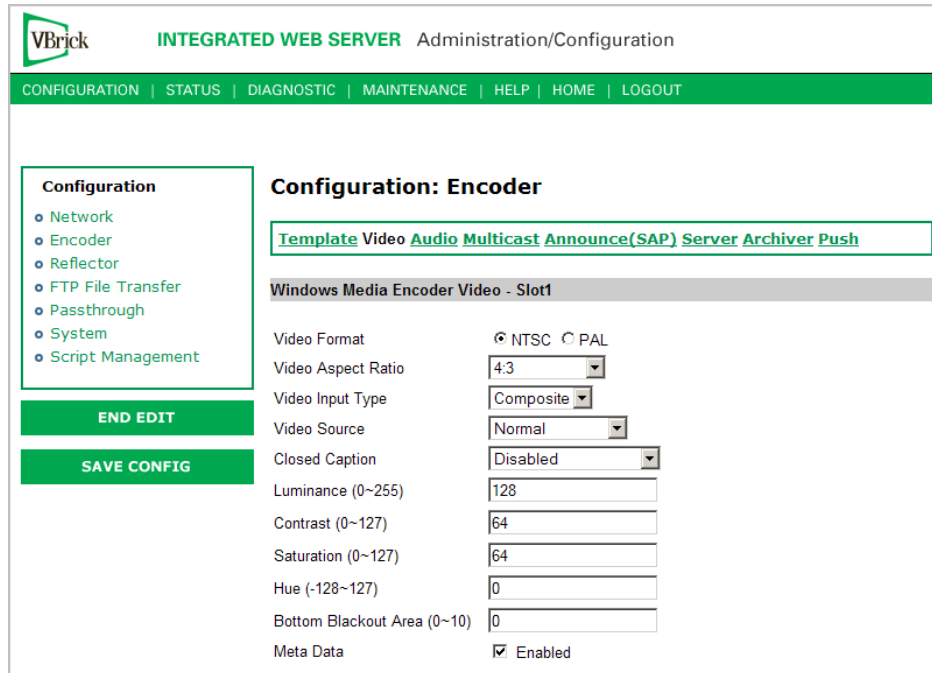 VBrick
INTEGRATED WEB SERVER Administration/Configuration
CONFIGURATION | STATUS | DIAGNOSTIC | MAINTENANCE | HELP | HOME | LOGOUT
Configuration
Network
Encoder
Reflector
FTP File Transfer
Passthrough
System
Script Management
END EDIT
SAVE CONFIG
Configuration: Encoder
Template Video Audio Multicast Announce(SAP) Server Archiver Push
Windows Media Encoder Video - Slot1
Video Format NTSC PAL
Video Aspect Ratio 4:3
Video Input Type Composite
Video Source Normal
Closed Caption Disabled
Luminance (0~255) 128
Contrast (0~127) 64
Saturation (0~127) 64
Hue (-128~127) 0
Bottom Blackout Area (0~10) 0
Meta Data Enabled